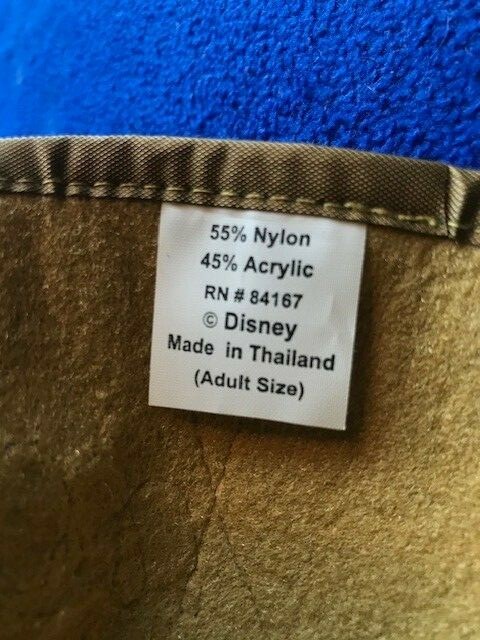 55% Nylon
45% Acrylic
RN # 84167
© Disney
Made in Thailand
(Adult Size)